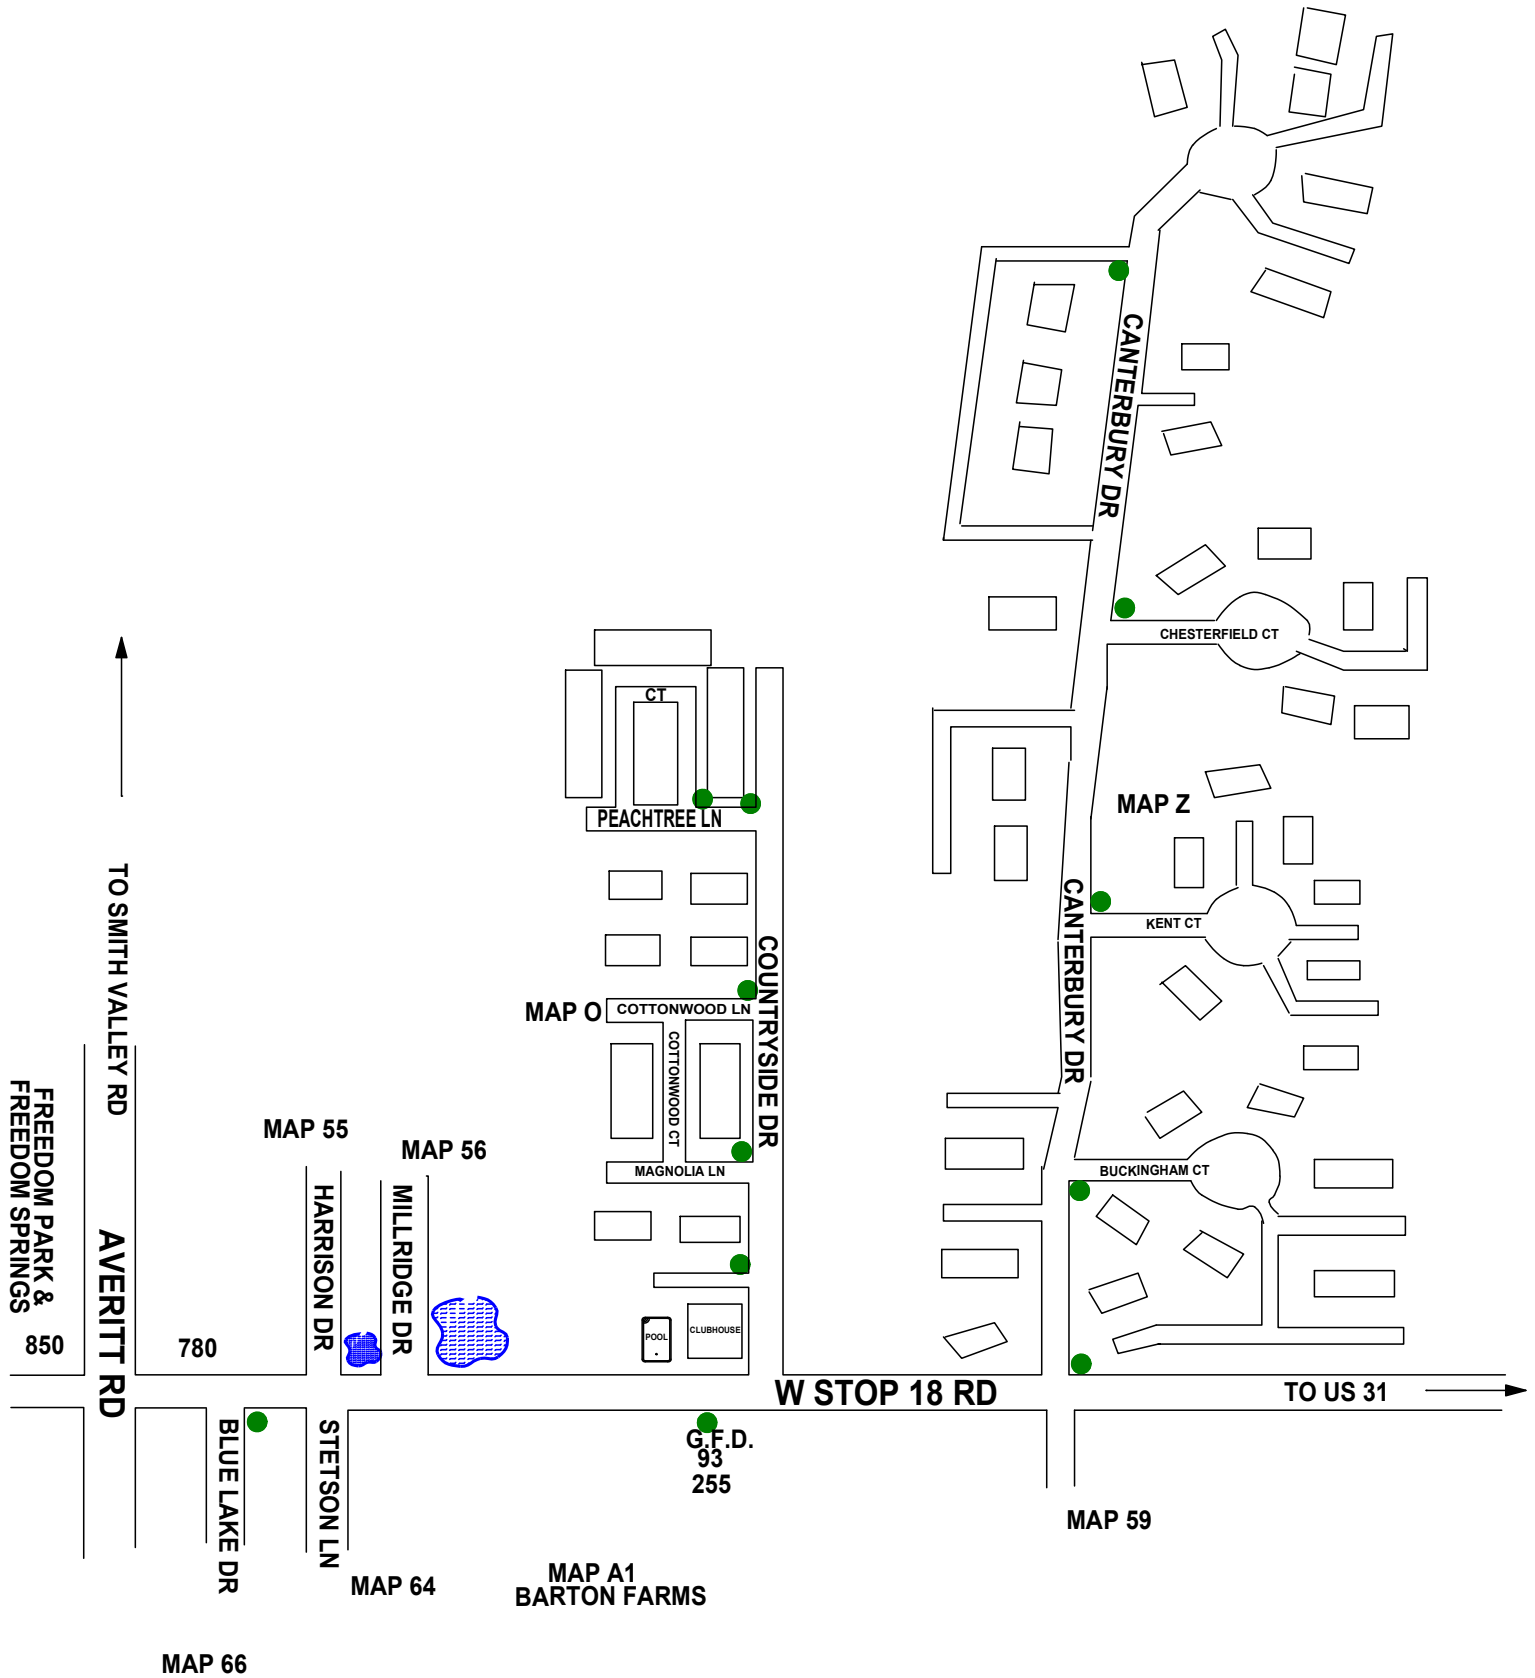 CANTERBURY DR
CHESTERFIELD CT
CT
MAP Z
PEACHTREE LN
TO SMITH VALLEY RD
CANTERBURY DR
KENT CT
COUNTRYSIDE DR
MAP O
COTTONWOOD LN
COTTONWOOD CT
FREEDOM PARK &
FREEDOM SPRINGS
MAP 55
MAP 56
MAGNOLIA LN
BUCKINGHAM CT
HARRISON DR
MILLRIDGE DR
AVERITT RD
850
780
POOL
CLUBHOUSE
W STOP 18 RD
TO US 31
BLUE LAKE DR
STETSON LN
G.F.D.
93
255
MAP 59
MAP 64
MAP A1
BARTON FARMS
MAP 66